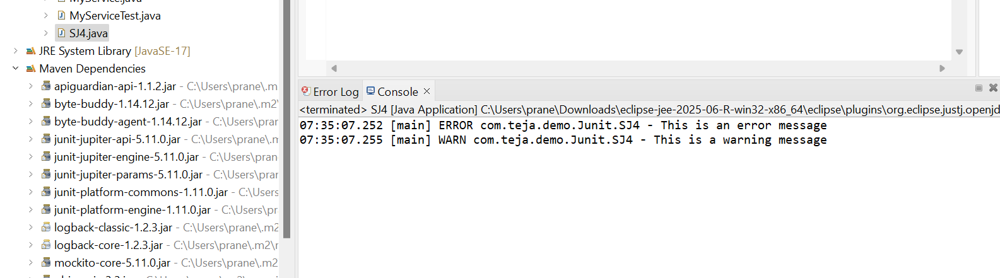 MyService.java
MyServiceTest.java
SJ4.java
JRE System Library [JavaSE-17]
Maven Dependencies
apiguardian-api-1.1.2.jar - C:\Users\prane\.m
byte-buddy-1.14.12.jar - C:\Users\prane\.m2\
byte-buddy-agent-1.14.12.jar - C:\Users\pran
junit-jupiter-api-5.11.0.jar - C:\Users\prane\.n
junit-jupiter-engine-5.11.0.jar - C:\Users\pran
junit-jupiter-params-5.11.0.jar - C:\Users\pra
junit-platform-commons-1.11.0.jar - C:\Users
junit-platform-engine-1.11.0.jar - C:\Users\pra
logback-classic-1.2.3.jar - C:\Users\prane\.m2
logback-core-1.2.3.jar - C:\Users\prane\.m2\r
mockito-core-5.11.0.jar - C:\Users\prane\.m2
Error Log Console
<terminated> SJ4 [Java Application] C:\Users\prane\Downloads\eclipse-jee-2025-06-R-win32-x86_64\eclipse\plugins\org.eclipse.justj.openjd
07:35:07.252 [main] ERROR com.teja.demo.Junit.SJ4 - This is an error message
07:35:07.255 [main] WARN com.teja.demo.Junit.SJ4 - This is a warning message